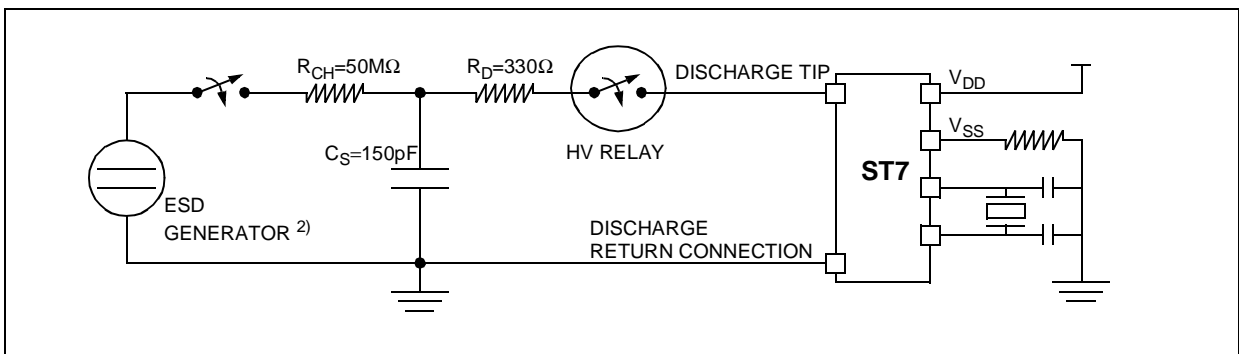 R_CH=50MΩ
R_D=330Ω
DISCHARGE TIP
V_DD
C_S=150pF
HV RELAY
V_SS
ST7
ESD
GENERATOR 2)
DISCHARGE
RETURN CONNECTION